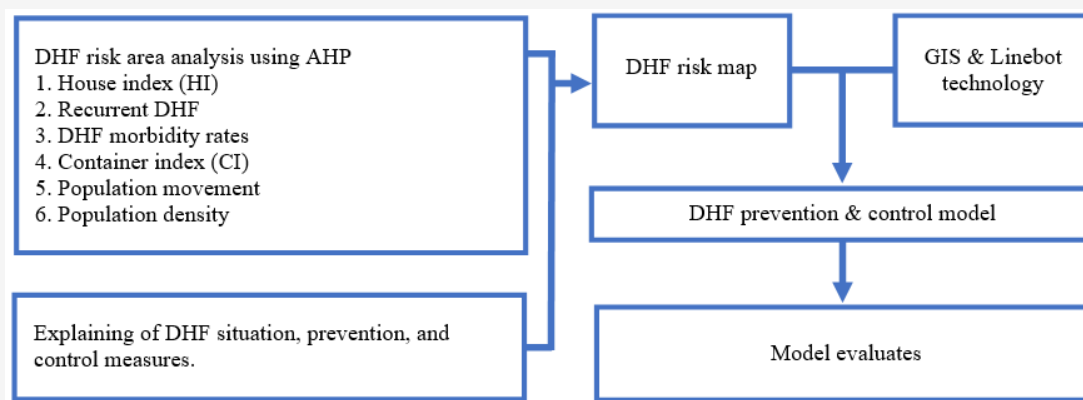 DHF risk area analysis using AHP
1. House index (HI)
2. Recurrent DHF
3. DHF morbidity rates
4. Container index (CI)
5. Population movement
6. Population density
Explaining of DHF situation, prevention, and
control measures.
DHF risk map
GIS & Linebot
technology
DHF prevention & control model
Model evaluates